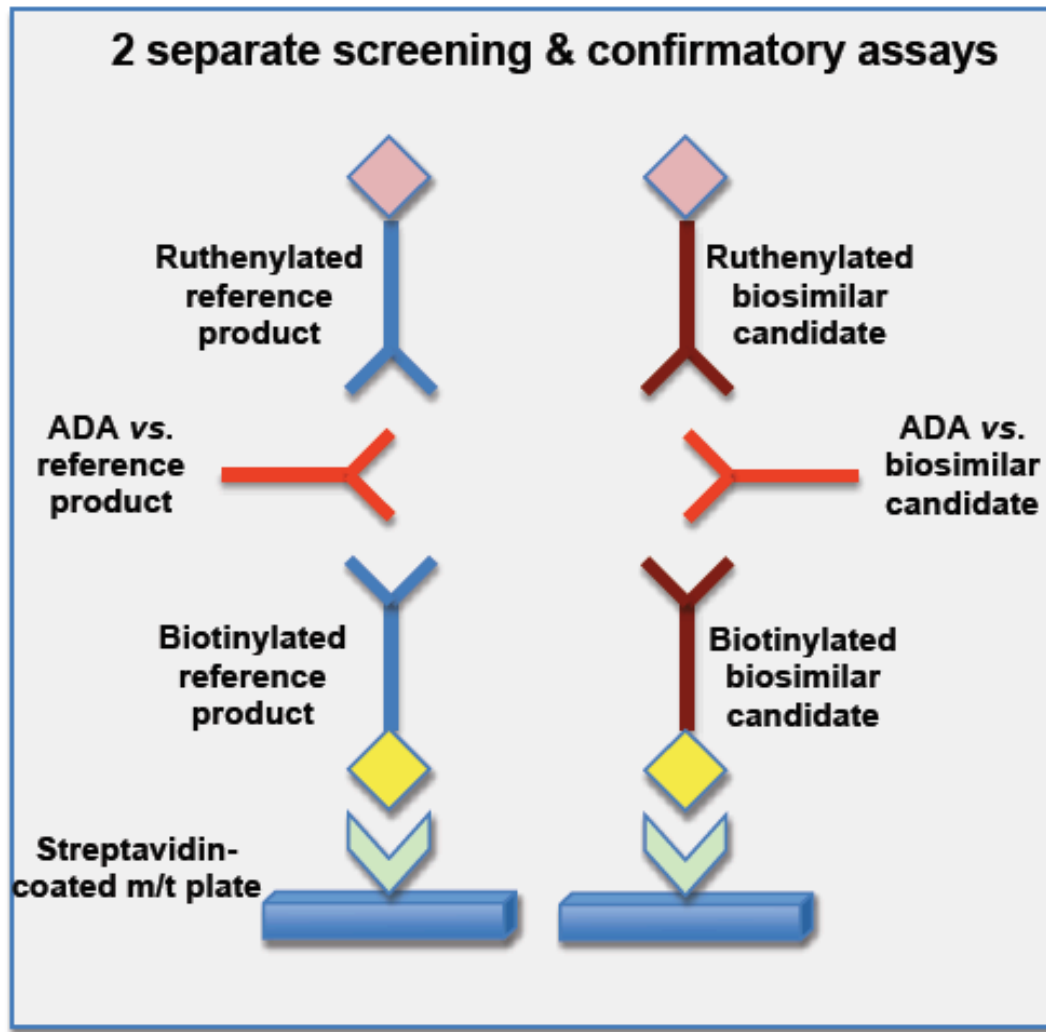 2 separate screening & confirmatory assays
Ruthenylated
reference
product
Ruthenylated
biosimilar
candidate
ADA vs.
reference
product
ADA vs.
biosimilar
candidate
Biotinylated
reference
product
Biotinylated
biosimilar
candidate
Streptavidin-
coated m/t plate